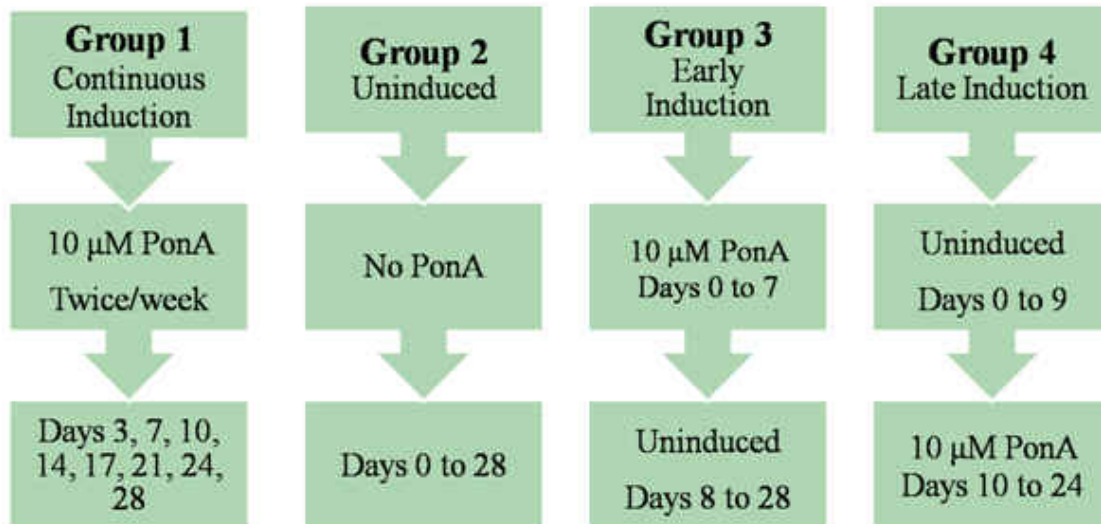 Group 1
Continuous
Induction
10 μM PonA
Twice/week
Days 3, 7, 10,
14, 17, 21, 24,
28
Group 2
Uninduced
No PonA
Days 0 to 28
Group 3
Early
Induction
10 μM PonA
Days 0 to 7
Uninduced
Days 8 to 28
Group 4
Late Induction
Uninduced
Days 0 to 9
10 μM PonA
Days 10 to 24